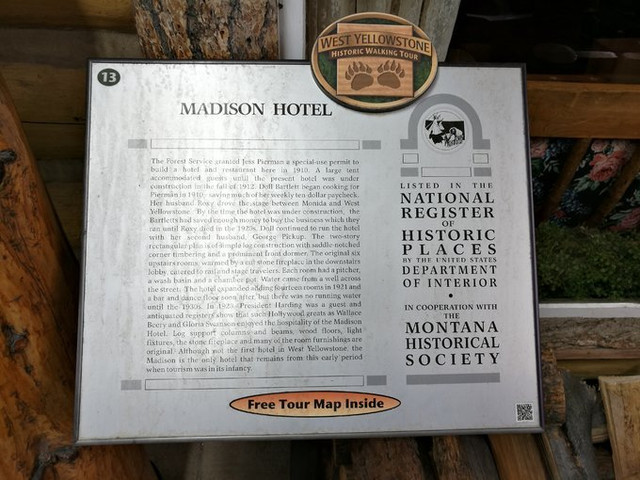 13
WEST YELLOWSTONE
HISTORIC WALKING TOUR
MADISON HOTEL
The Forest Service granted Jess Pierman a special-use permit to
build a hotel and restaurant here in 1910. A large tent
accommodated guests until the present hotel was under
construction in the fall of 1912. Doll Bartlett began cooking for
Pierman in 1910, saving much of her weekly ten-dollar paycheck.
Her husband Roxy drove the stage between Monida and West
Yellowstone. By the time the hotel was under construction, the
Bartletts had saved enough money to buy the business which they
ran until Roxy died in the 1920s. Doll continued to run the hotel
with her second husband, George Pickup. The two-story
rectangular plan is of simple log construction with saddle-notched
corner timbering and a prominent front dormer. The original six
upstairs rooms, warmed by a cut stone fireplace in the downstairs
lobby, catered to rail and stage travelers. Each room had a pitcher,
a wash basin and a chamber pot. Water came from a well across
the street. The hotel expanded adding fourteen rooms in 1921 and
a bar and dance floor soon after, but there was no running water
until the 1930s. In 1923 President Harding was a guest and
antiquated registers show that such Hollywood greats as Wallace
Beery and Gloria Swanson enjoyed the hospitality of the Madison
Hotel. Log support columns and beams, wood floors, light
fixtures, the stone fireplace and many of the room furnishings are
original. Although not the first hotel in West Yellowstone, the
Madison is the only hotel that remains from this early period
when tourism was in its infancy.
LISTED IN THE
NATIONAL
REGISTER
OF
HISTORIC
PLACES
BY THE UNITED STATES
DEPARTMENT
OF INTERIOR
•
IN COOPERATION WITH
THE
MONTANA
HISTORICAL
SOCIETY
Free Tour Map Inside